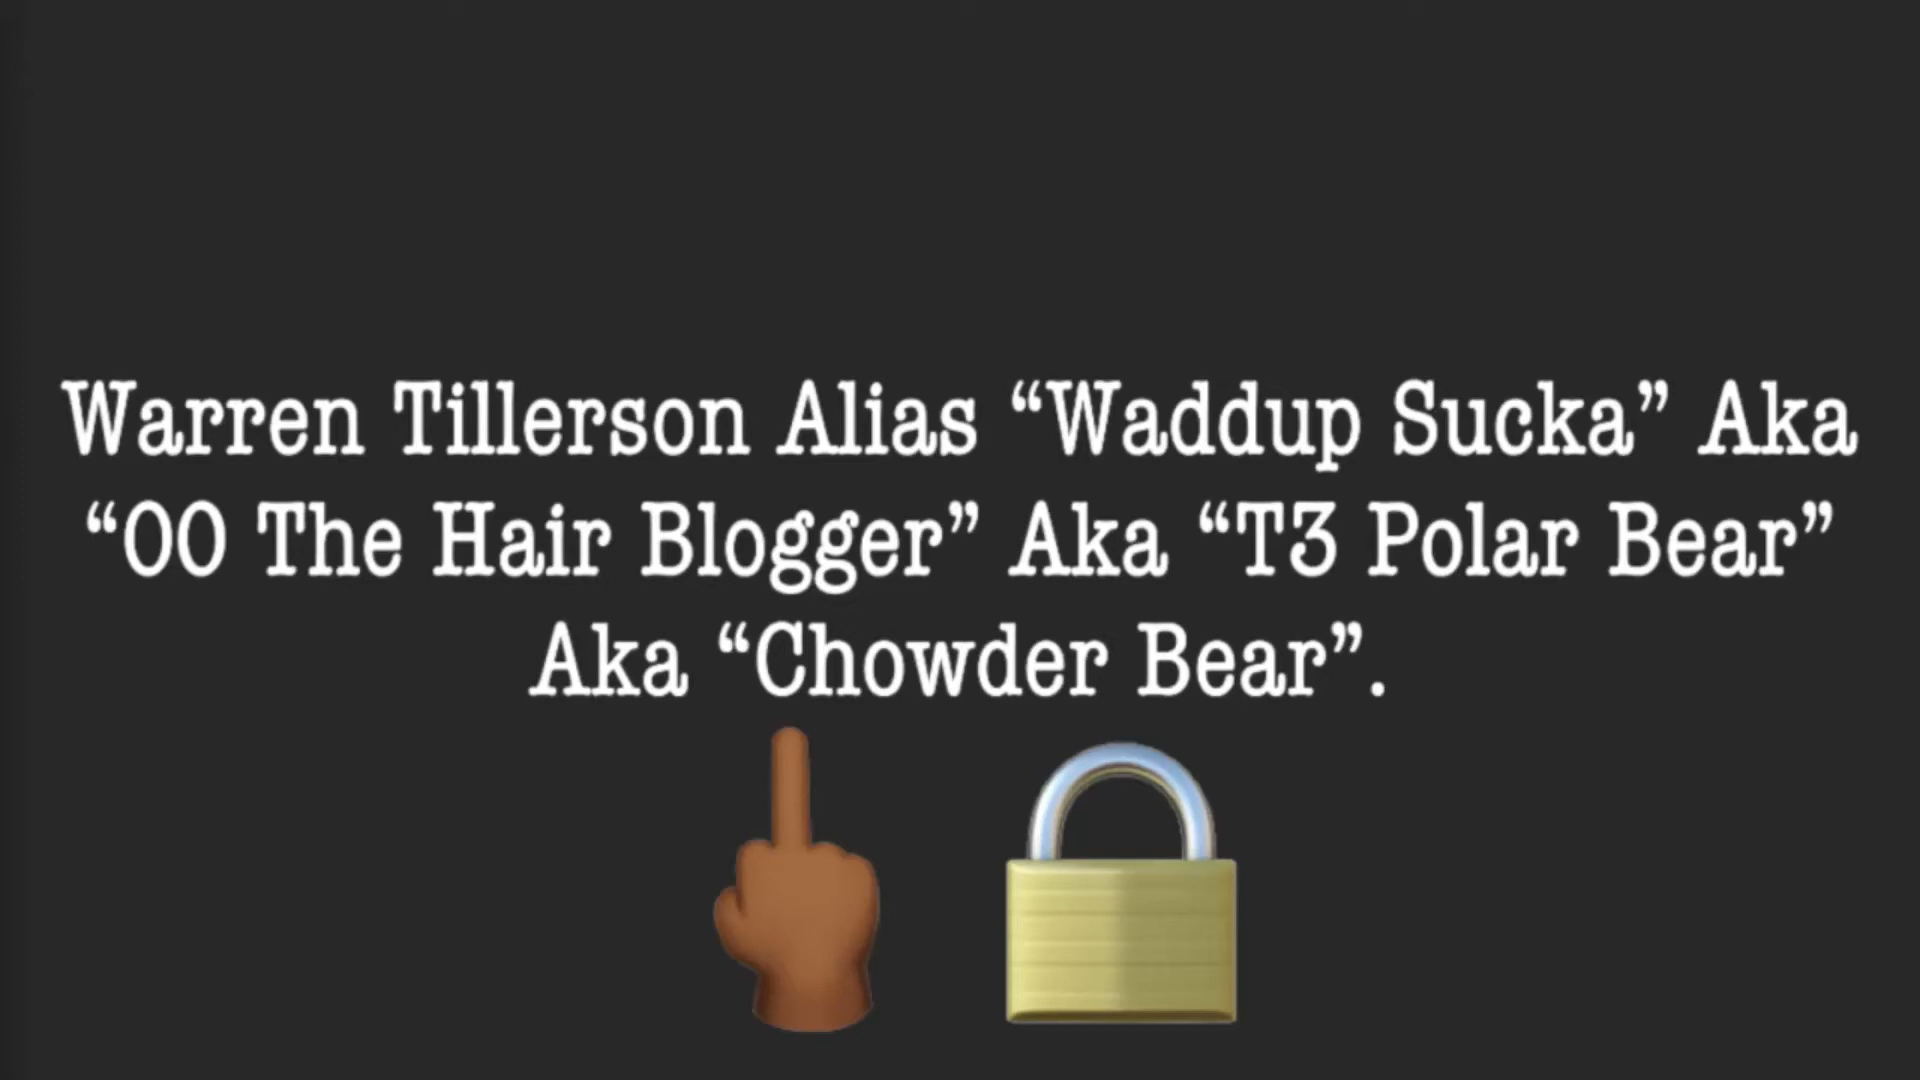 Warren Tillerson Alias “Waddup Sucka” Aka
“OO The Hair Blogger” Aka “T3 Polar Bear”
Aka “Chowder Bear”.